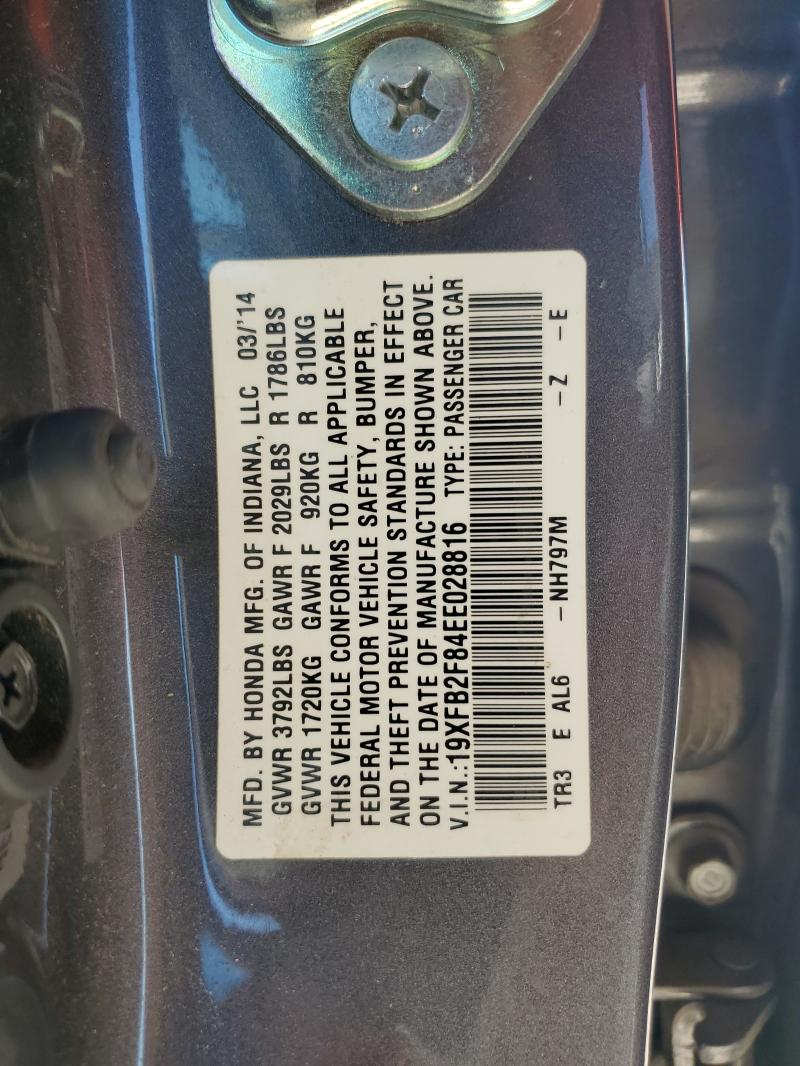 MFD. BY HONDA MFG. OF INDIANA, LLC 03/'14
GVWR 3792LBS GAWR F 2029LBS R 1786LBS
GVWR 1720KG GAWR F 920KG R 810KG
THIS VEHICLE CONFORMS TO ALL APPLICABLE
FEDERAL MOTOR VEHICLE SAFETY, BUMPER,
AND THEFT PREVENTION STANDARDS IN EFFECT
ON THE DATE OF MANUFACTURE SHOWN ABOVE.
V.I.N.:19XFB2F84EE028816 TYPE: PASSENGER CAR
TR3 E AL6 -NH797M -Z -E